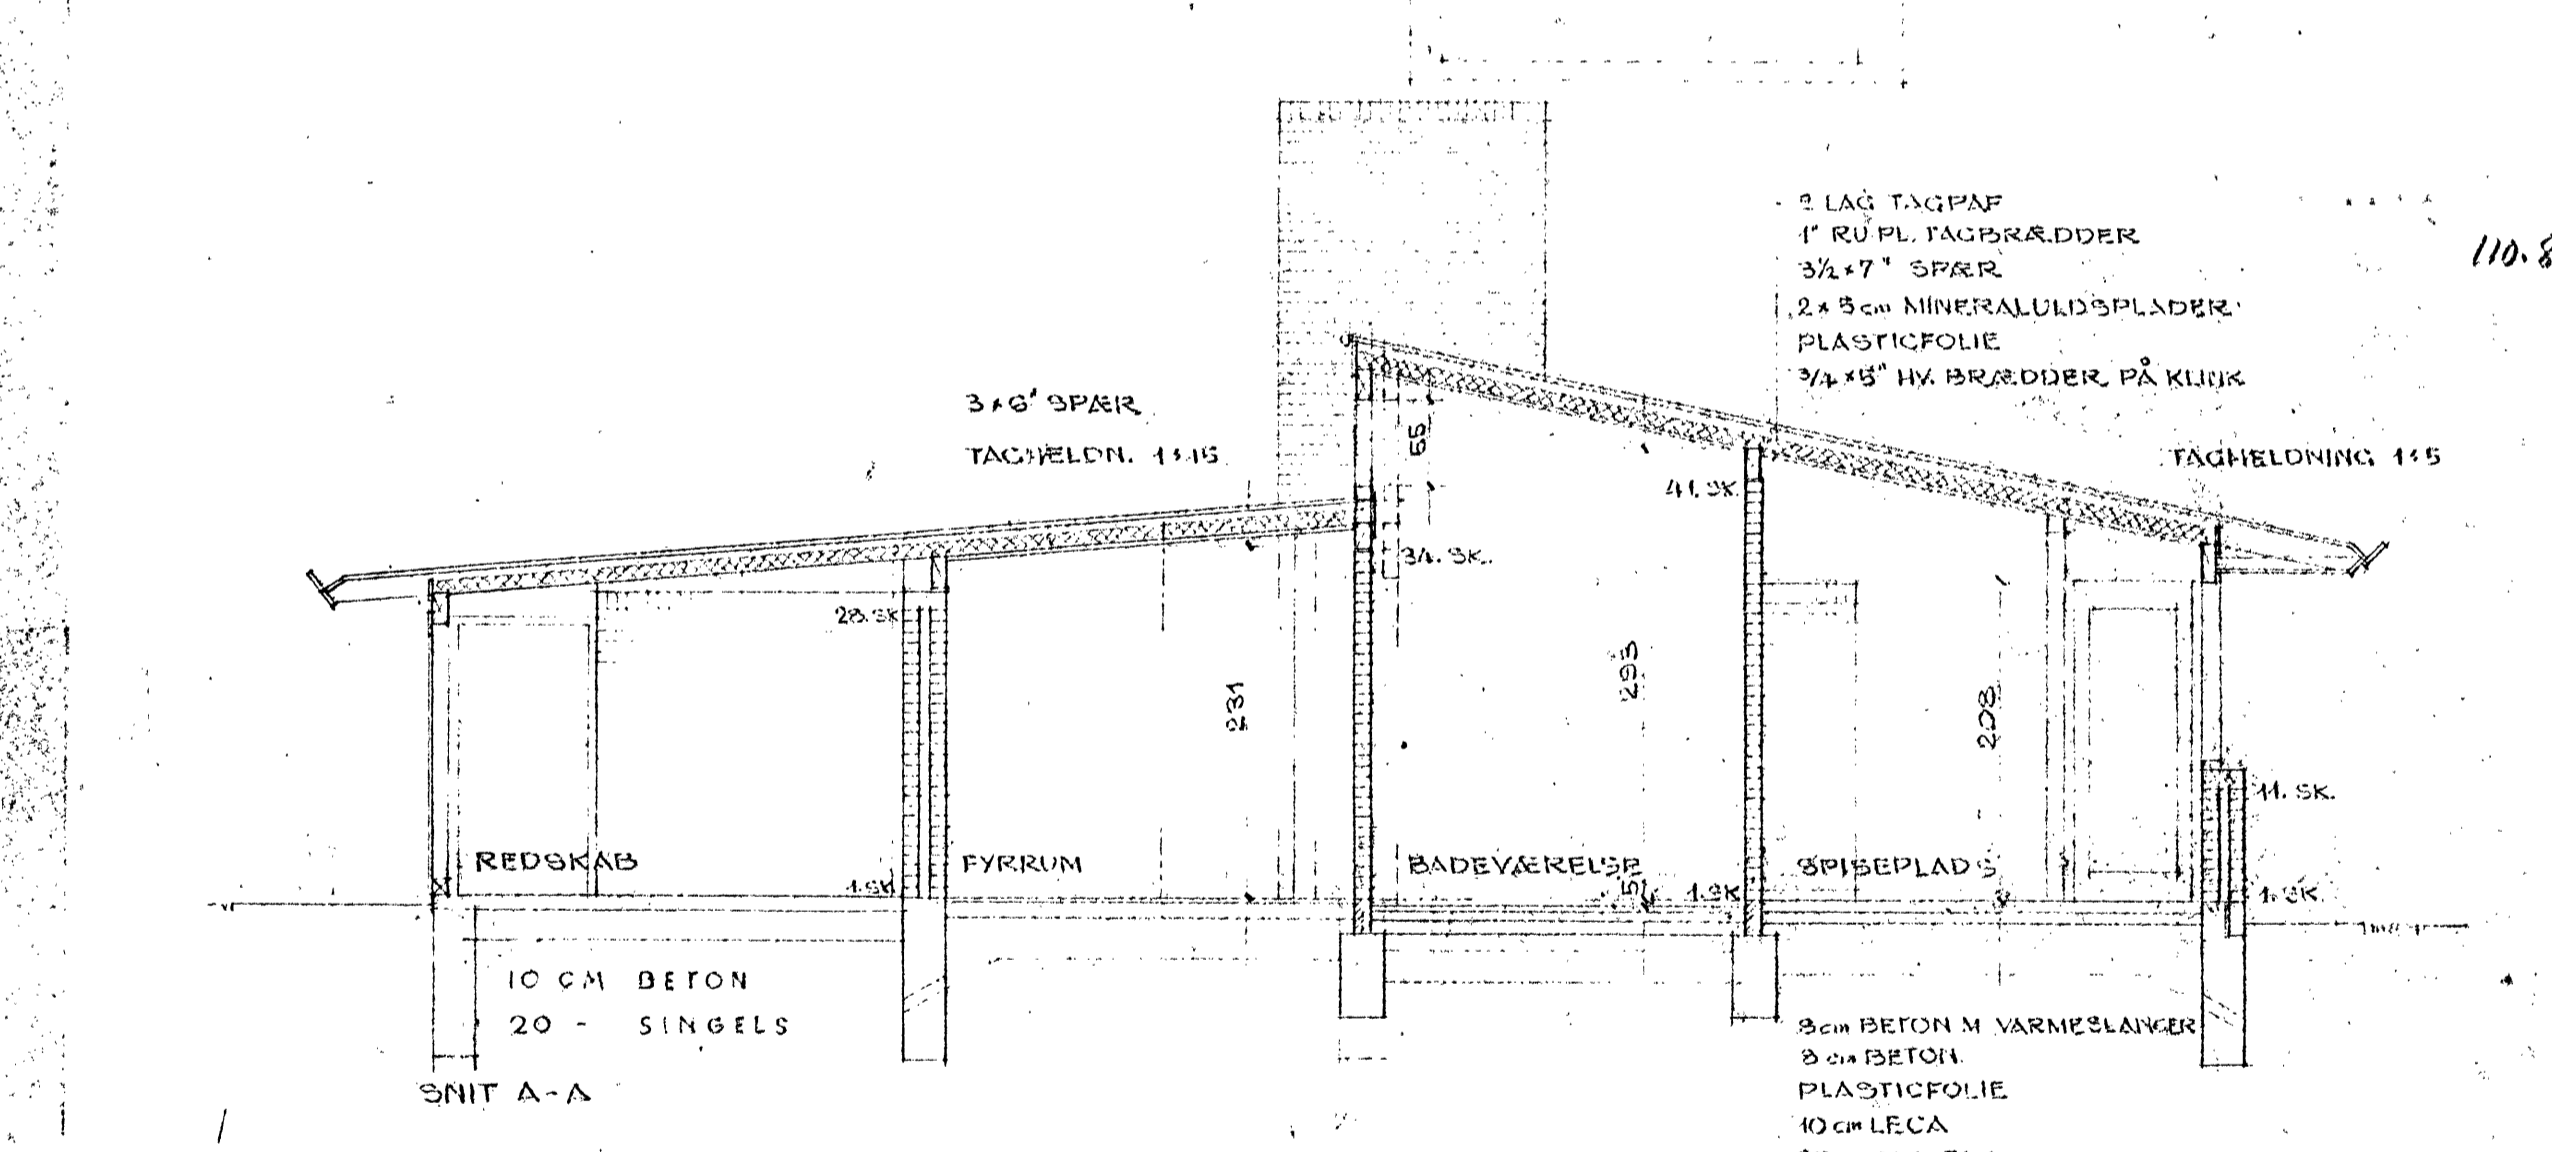 2 LAG TAGPAP
1" RU PL. TAGBRÆDDER
3½×7" SPÆR
2×5 cm MINERALULDSPLADER
PLASTICFOLIE
3/4×5" HV. BRÆDDER PÅ KLINK
110.8
3×6" SPÆR
TAGHÆLDN. 1:15
TAGHELDNING 1:5
65
41. SK.
34. SK.
28. SK
231
295
208
11. SK.
REDSKAB
1. SK
FYRRUM
BADEVÆRELSE
5
1. SK
SPISEPLADS
1. SK.
10 CM BETON
20 - SINGELS
SNIT A-A
8 cm BETON M VARMESLANGER
8 cm BETON
PLASTICFOLIE
10 cm LECA